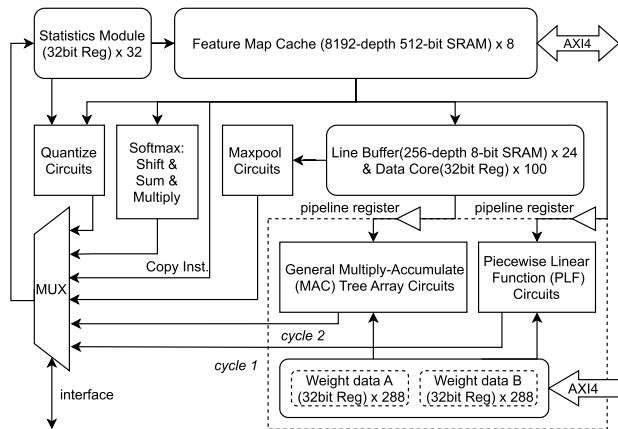 Statistics Module
(32bit Reg) x 32
Feature Map Cache (8192-depth 512-bit SRAM) x 8
AXI4
Quantize
Circuits
Softmax:
Shift &
Sum &
Multiply
Maxpool
Circuits
Line Buffer(256-depth 8-bit SRAM) x 24
& Data Core(32bit Reg) x 100
pipeline register
pipeline register
MUX
Copy Inst.
General Multiply-Accumulate
(MAC) Tree Array Circuits
Piecewise Linear
Function (PLF)
Circuits
cycle 2
cycle 1
interface
Weight data A
(32bit Reg) x 288
Weight data B
(32bit Reg) x 288
AXI4